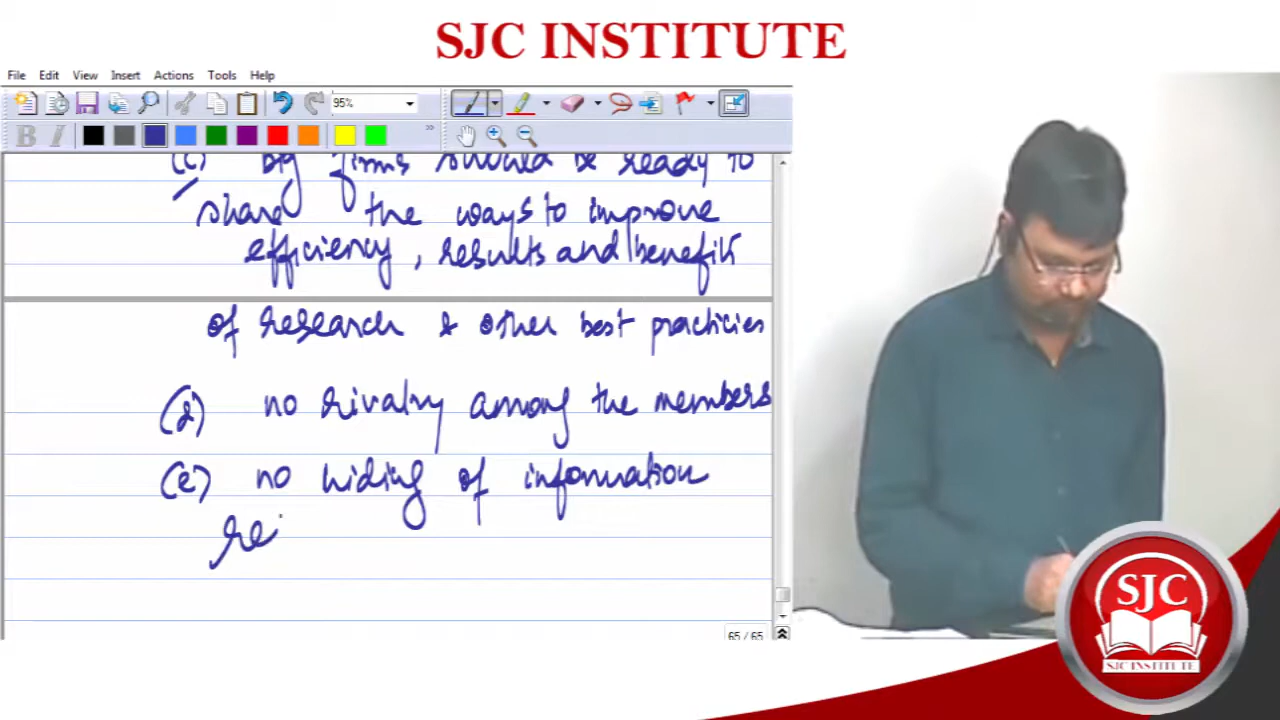 SJC INSTITUTE
File Edit View Insert Actions Tools Help
95%
B I
(c) big firms should be ready to
share the ways to improve
efficiency, results and benefits
of research & other best practicies
(d) no rivalry among the members
(e) no hiding of information
re
65/65
SJC
SJC INSTITUTE